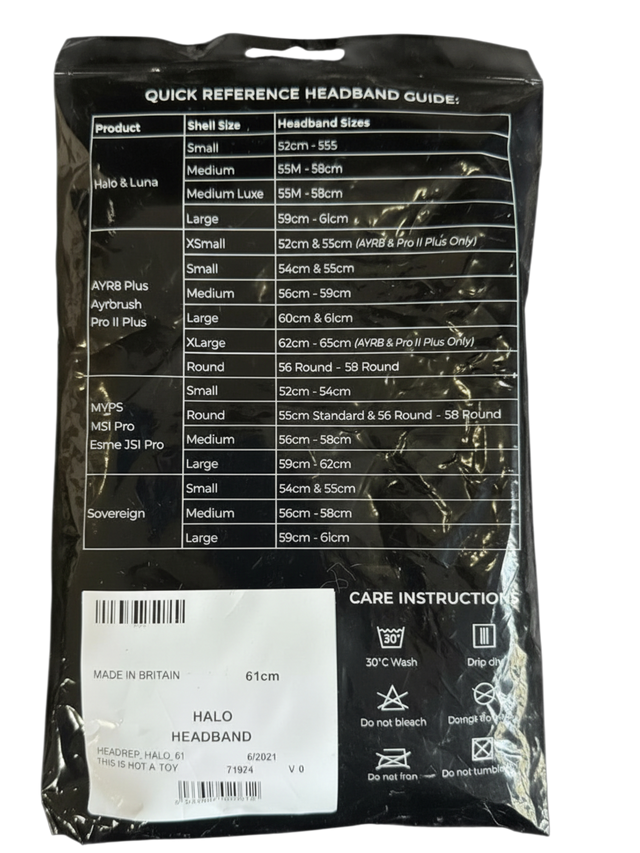 QUICK REFERENCE HEADBAND GUIDE:
Product Shell Size Headband Sizes
Halo & Luna
Small 52cm - 555
Medium 55M - 58cm
Medium Luxe 55M - 58cm
Large 59cm - 61cm
AYR8 Plus
Ayrbrush
Pro II Plus
XSmall 52cm & 55cm (AYR8 & Pro II Plus Only)
Small 54cm & 55cm
Medium 56cm - 59cm
Large 60cm & 61cm
XLarge 62cm - 65cm (AYR8 & Pro II Plus Only)
Round 56 Round - 58 Round
MYPS
MSI Pro
Esme JSI Pro
Small 52cm - 54cm
Round 55cm Standard & 56 Round - 58 Round
Medium 56cm - 58cm
Large 59cm - 62cm
Sovereign
Small 54cm & 55cm
Medium 56cm - 58cm
Large 59cm - 61cm
CARE INSTRUCTIONS
30°
30°C Wash Drip dry
Do not bleach Do not
Do not Iron Do not tumble
MADE IN BRITAIN 61cm
HALO
HEADBAND
HEADREP, HALO, 61 6/2021
THIS IS NOT A TOY 71924 V 0